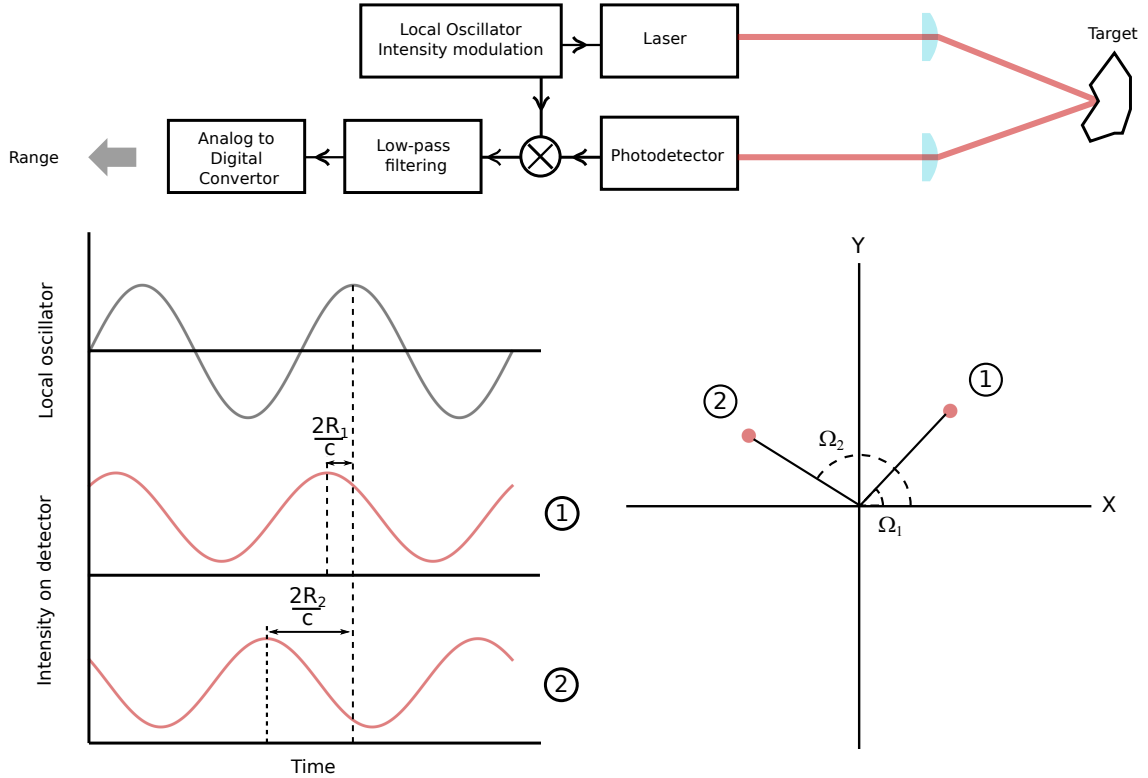 Local Oscillator
Intensity modulation
Laser
Target
Range
Analog to
Digital
Convertor
Low-pass
filtering
Photodetector
Local oscillator
Intensity on detector
2R1
c
1
2R2
c
2
Time
Y
X
1
2
Ω2
Ω1